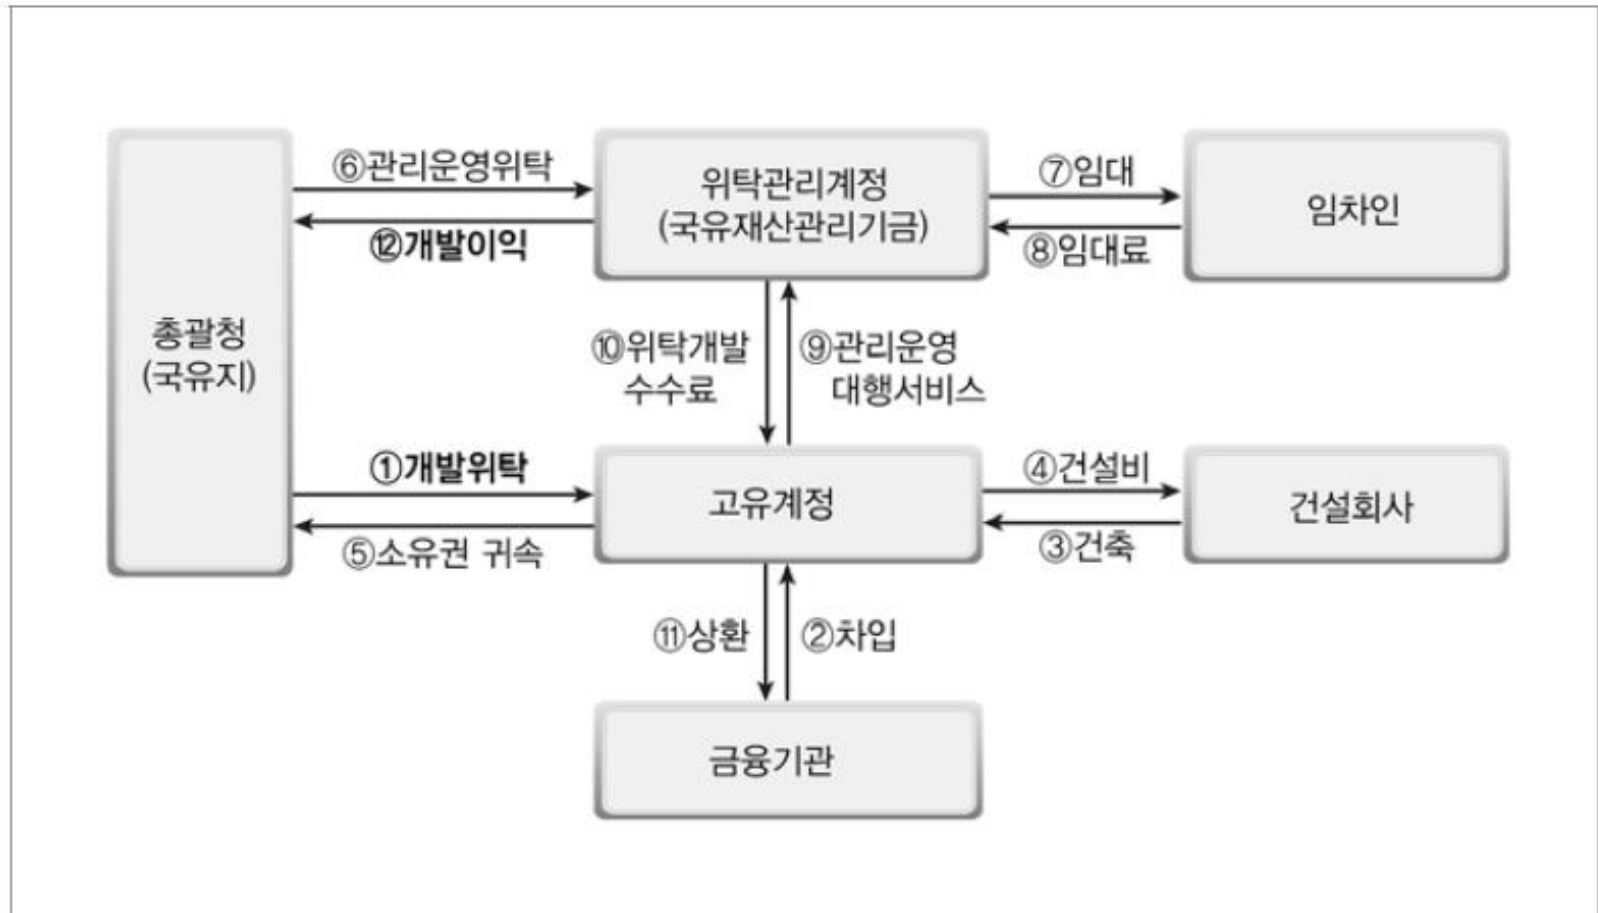 ⑥관리운영위탁
⑫개발이익
위탁관리계정
(국유재산관리기금)
⑦임대
⑧임대료
임차인
총괄청
(국유지)
⑩위탁개발
수수료
⑨관리운영
대행서비스
①개발위탁
⑤소유권 귀속
고유계정
④건설비
③건축
건설회사
⑪상환
②차입
금융기관